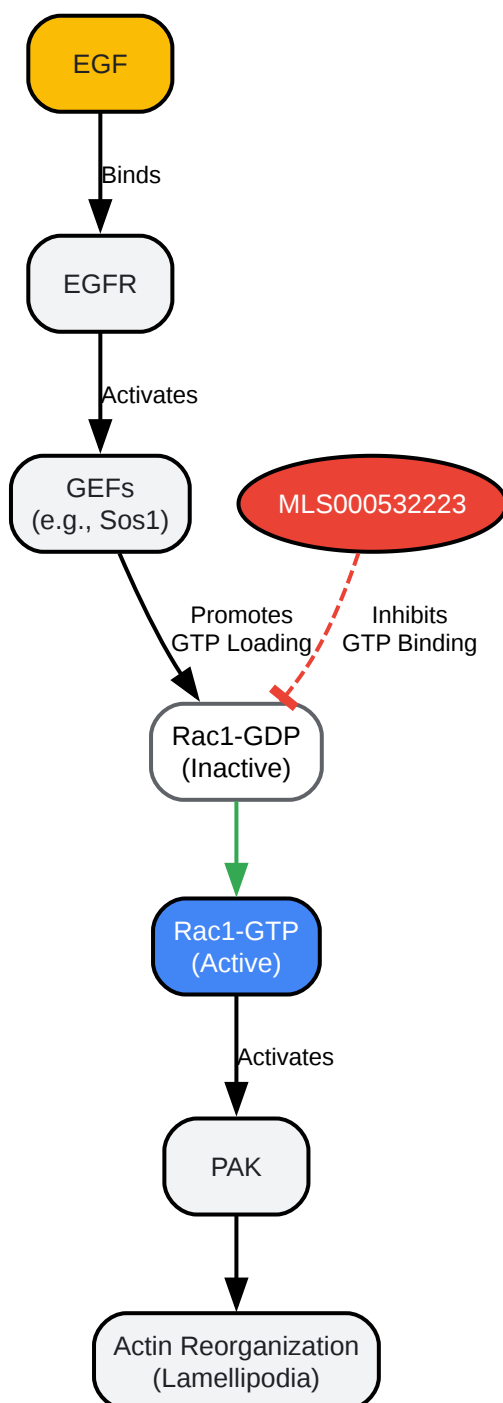 EGF
Binds
EGFR
Activates
GEFs
(e.g., Sos1)
MLS000532223
Promotes
GTP Loading
Inhibits
GTP Binding
Rac1-GDP
(Inactive)
Rac1-GTP
(Active)
Activates
PAK
Actin Reorganization
(Lamellipodia)